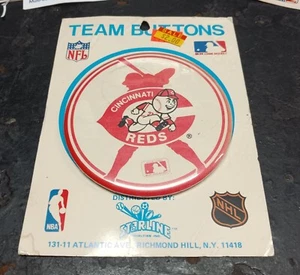 TEAM BUTTONS
NFL
CINCINNATI
REDS
®
DISTRIBUTED BY:
STARLINE
NBA
NHL
131-11 ATLANTIC AVE. RICHMOND HILL, N.Y. 11418